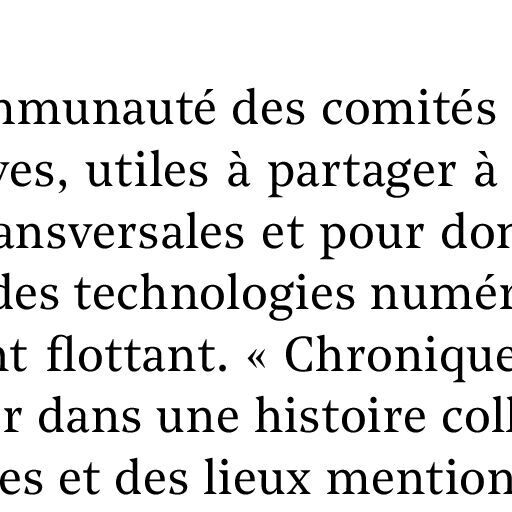 mmunauté des comités
ves, utiles à partager à
ansversales et pour don
des technologies numér
nt flottant. « Chronique
r dans une histoire coll
es et des lieux mention